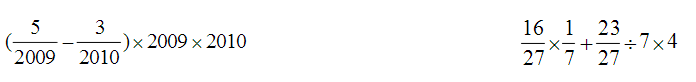 (5/2009 − 3/2010) × 2009 × 2010    16/27 × 1/7 + 23/27 ÷ 7 × 4